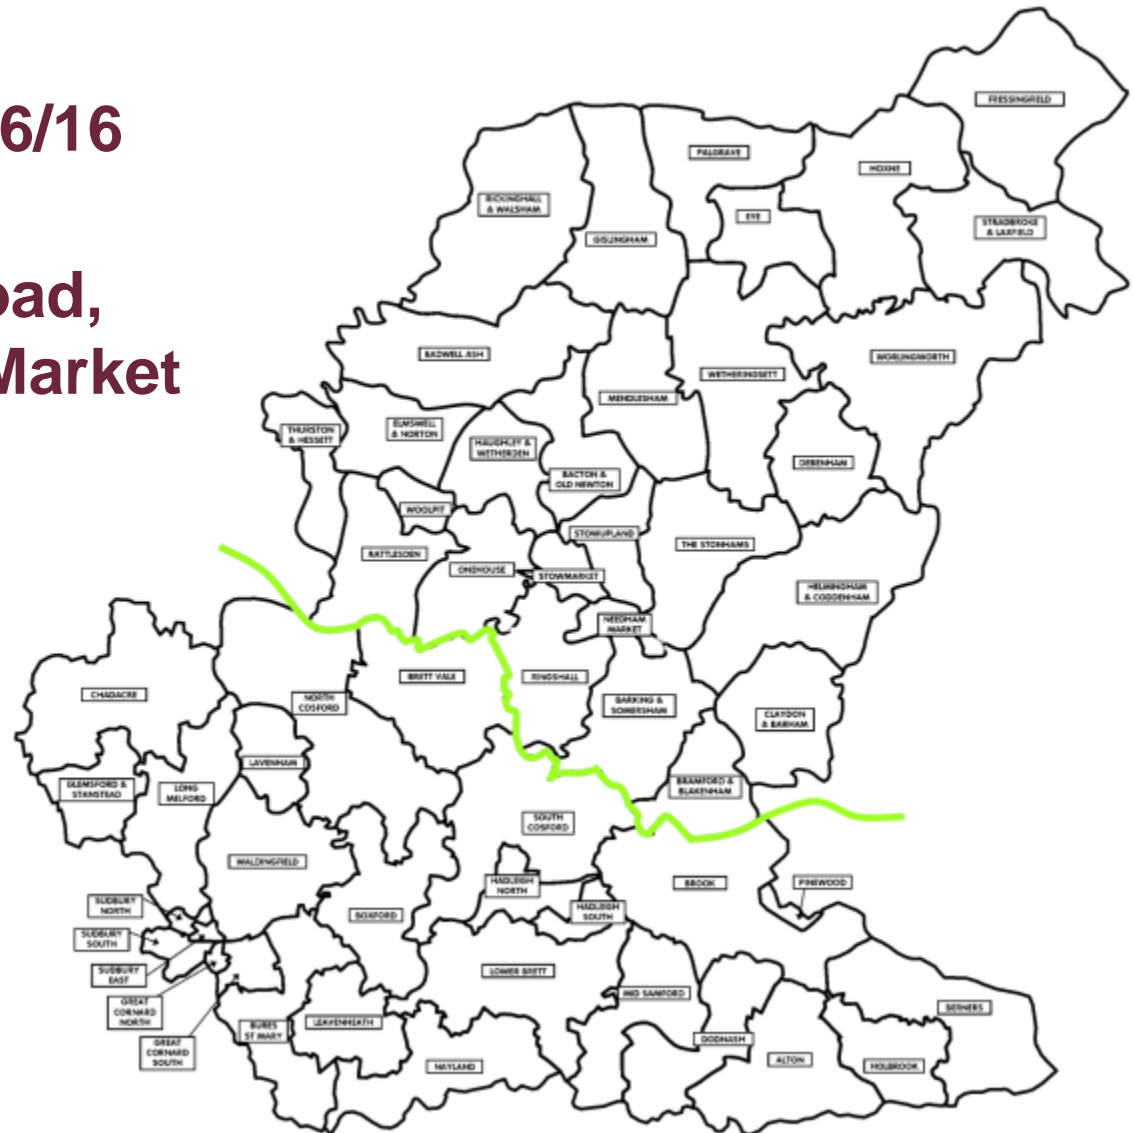 6/16
oad,
Market
FRESSINGFIELD
PALGRAVE
HOXNE
RICKINGHALL
& WALSHAM
EYE
STRADBROKE
& LAXFIELD
GISLINGHAM
BADWELL ASH
WORLINGWORTH
WETHERINGSETT
MENDLESHAM
THURSTON
& HESSETT
ELMSWELL
& NORTON
HAUGHLEY &
WETHERDEN
DEBENHAM
BACTON &
OLD NEWTON
WOOLPIT
STOWUPLAND
THE STONHAMS
RATTLESDEN
ONEHOUSE
STOWMARKET
HELMINGHAM
& CODDENHAM
NEEDHAM
MARKET
BRETT VALE
RINGSHALL
CHADACRE
NORTH
COSFORD
BARKING &
SOMERSHAM
CLAYDON
& BARHAM
LAVENHAM
GLEMSFORD &
STANSTEAD
LONG
MELFORD
BRAMFORD &
BLAKENHAM
SOUTH
COSFORD
WALDINGFIELD
HADLEIGH
NORTH
BROOK
PINEWOOD
SUDBURY
NORTH
BOXFORD
HADLEIGH
SOUTH
SUDBURY
SOUTH
SUDBURY
EAST
LOWER BRETT
MID SAMFORD
GREAT
CORNARD
NORTH
BERNERS
BURES
ST MARY
LEAVENHEATH
GREAT
CORNARD
SOUTH
DODNASH
NAYLAND
ALTON
HOLBROOK